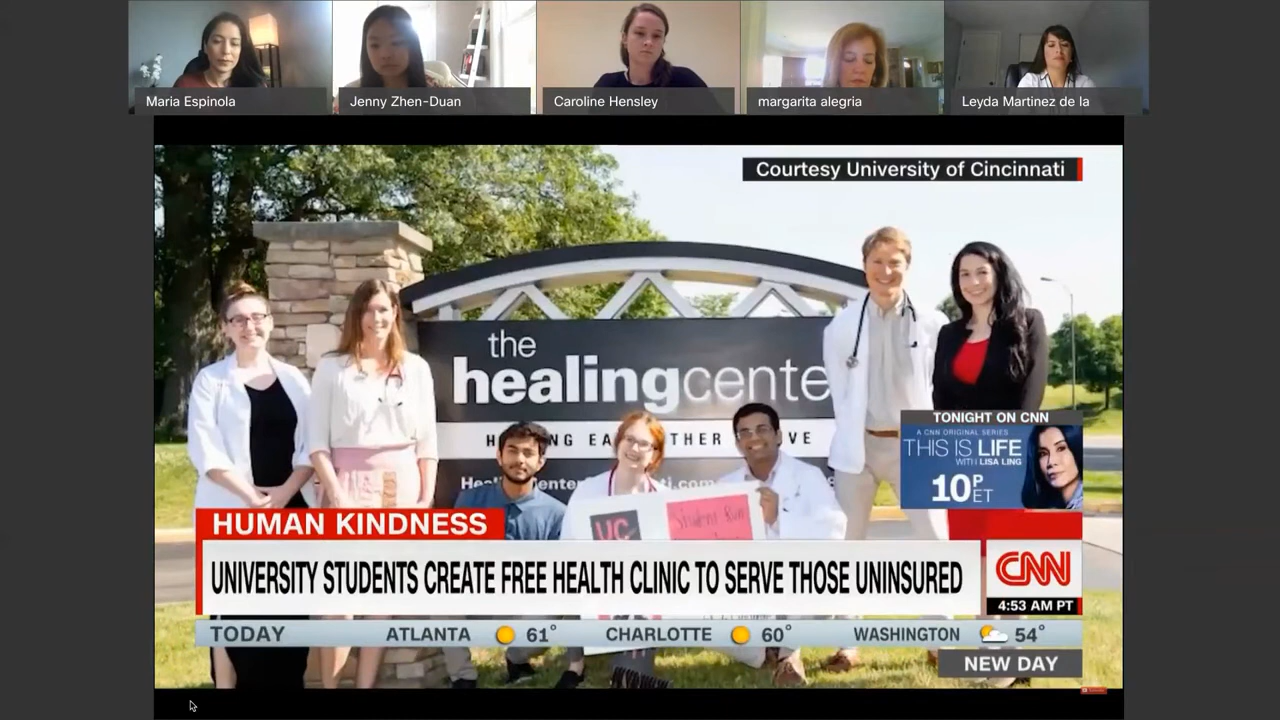 Maria Espinola
Jenny Zhen-Duan
Caroline Hensley
margarita alegria
Leyda Martinez de la
Courtesy University of Cincinnati
the
healingcente
TONIGHT ON CNN
A CNN ORIGINAL SERIES
THIS IS LIFE
WITH LISA LING
10P
ET
UC
Student Run
HUMAN KINDNESS
UNIVERSITY STUDENTS CREATE FREE HEALTH CLINIC TO SERVE THOSE UNINSURED
CNN
4:53 AM PT
TODAY ATLANTA 61° CHARLOTTE 60° WASHINGTON 54°
NEW DAY